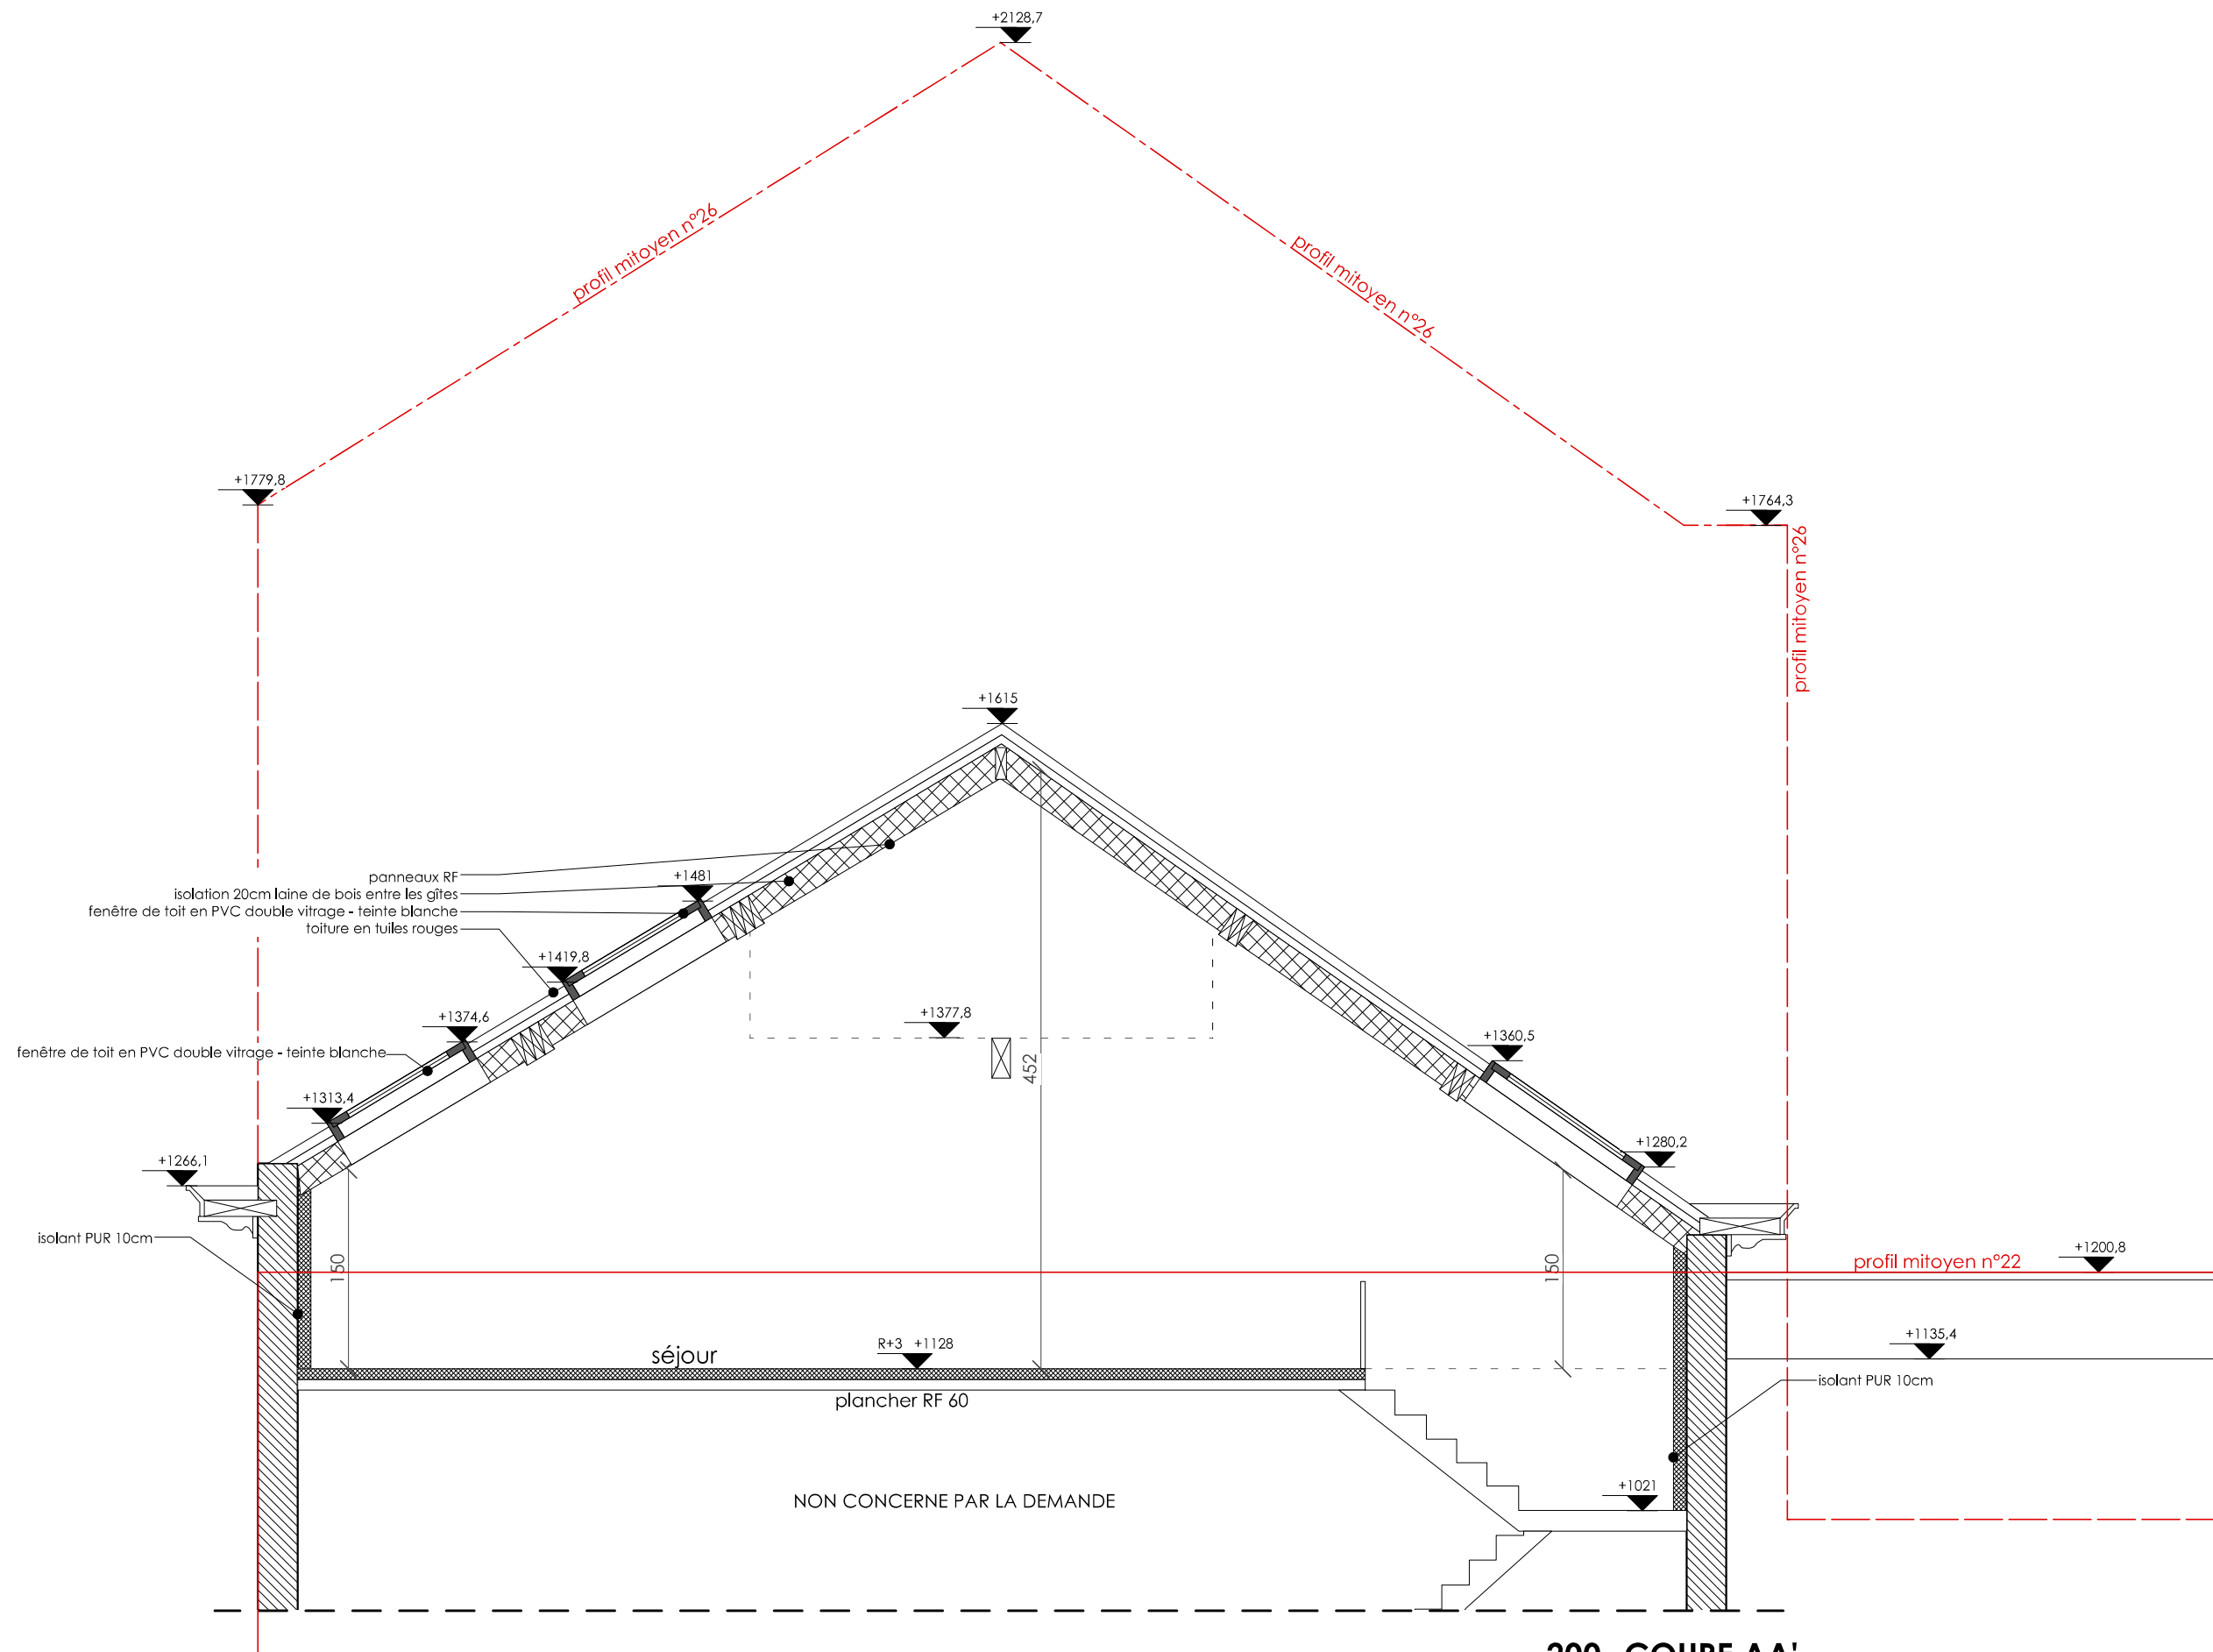 +2128,7
profil mitoyen n°26
profil mitoyen n°26
+1779,8
+1764,3
profil mitoyen n°26
+1615
panneaux RF
isolation 20cm laine de bois entre les gîtes
+1481
fenêtre de toit en PVC double vitrage - teinte blanche
toiture en tuiles rouges
+1419,8
+1374,6
+1377,8
+1360,5
fenêtre de toit en PVC double vitrage - teinte blanche
452
+1313,4
+1280,2
+1266,1
isolant PUR 10cm
150
150
profil mitoyen n°22
+1200,8
séjour
R+3 +1128
+1135,4
plancher RF 60
isolant PUR 10cm
NON CONCERNE PAR LA DEMANDE
+1021
COUPE AA'